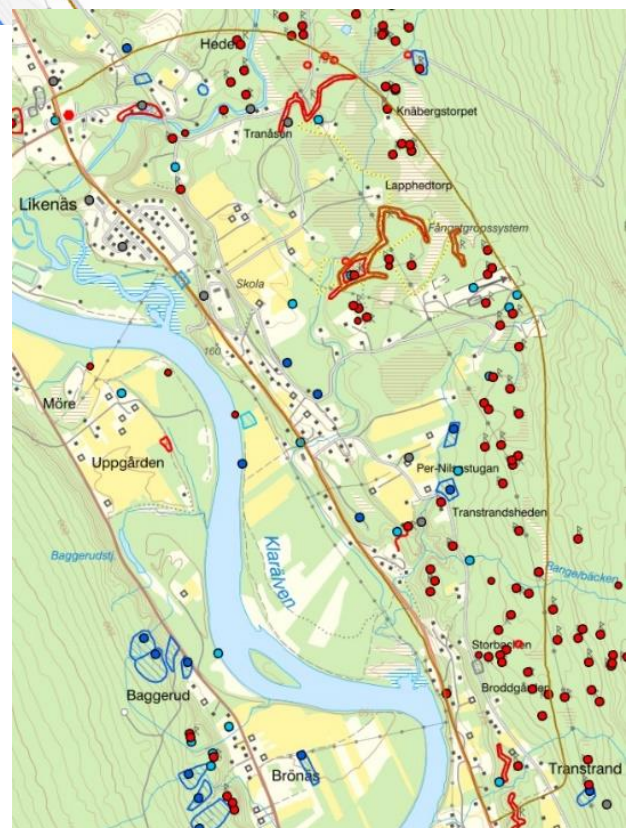 Heden
Knäbergstorpet
Tranåsen
Lapphedtorp
Likenäs
Fångstgropssystem
Skola
160
Möre
Uppgården
Per-Nilsstugan
Transtrandsheden
Klarälven
Baggerudstj.
Rangelbäcken
Storbacken
Baggerud
Broddgården
Brönäs
Transtrand